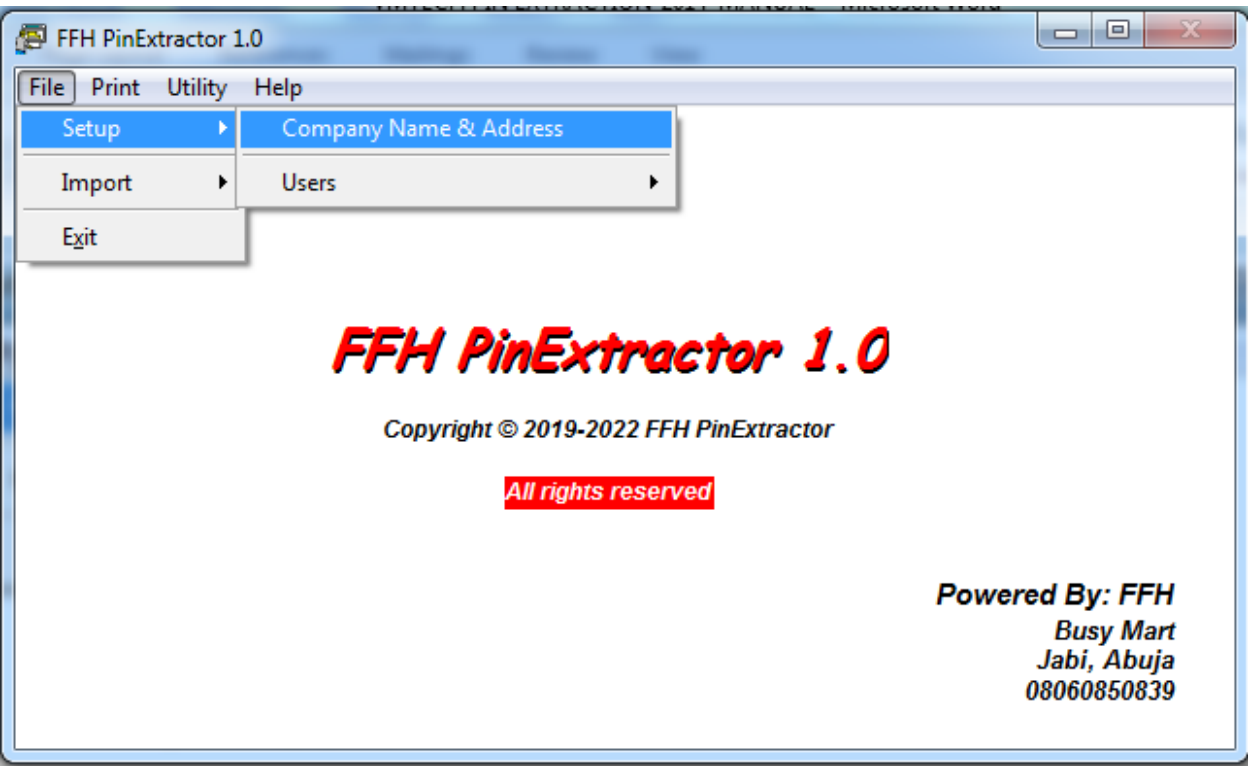 FFH PinExtractor 1.0
File Print Utility Help
Setup
Company Name & Address
Import
Users
Exit
FFH PinExtractor 1.0
Copyright © 2019-2022 FFH PinExtractor
All rights reserved
Powered By: FFH
Busy Mart
Jabi, Abuja
08060850839